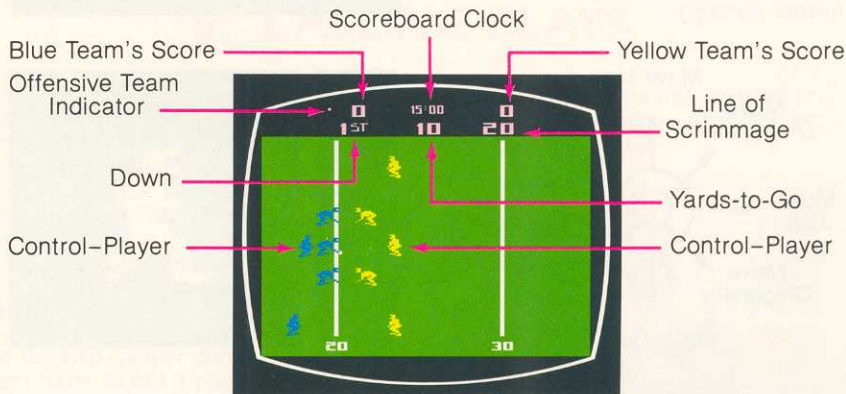 Scoreboard Clock
Blue Team's Score
Yellow Team's Score
Offensive Team
Indicator
Line of
Scrimmage
0 15:00 0
1ST 10 20
Down
Yards-to-Go
Control-Player
Control-Player
20 30